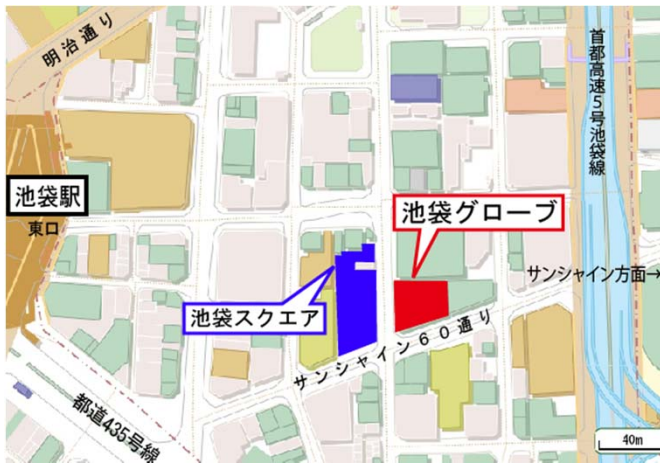 明治通り
首都高速5号池袋線
池袋駅
東口
池袋グローブ
サンシャイン方面→
池袋スクエア
サンシャイン60通り
都道435号線
40m